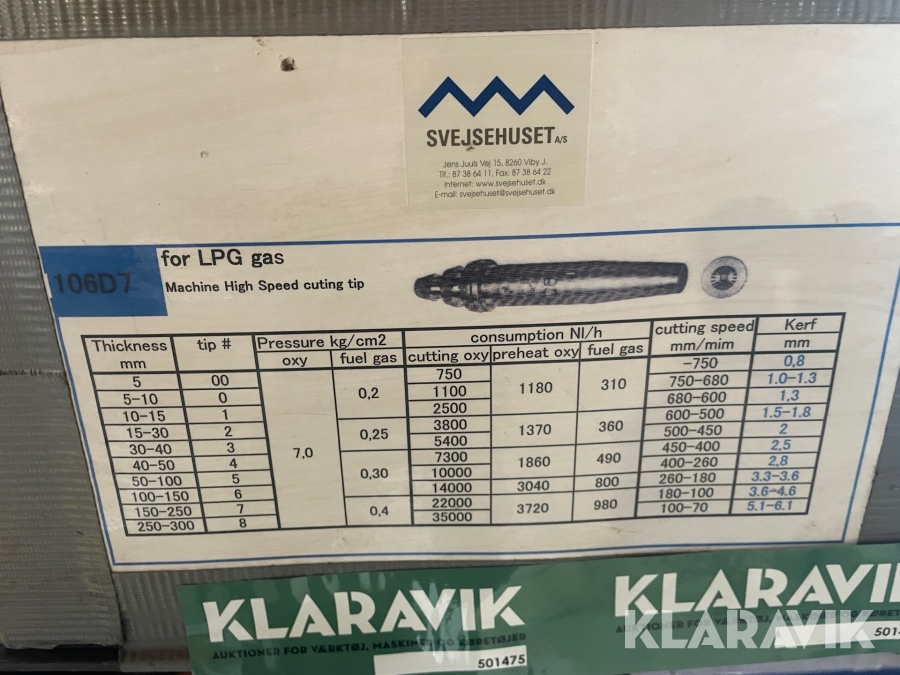 SVEJSEHUSET A/S
Jens Juuls Vej 15, 8260 Viby J.
Tlf.: 87 38 64 11, Fax: 87 38 64 22
Internet: www.svejsehuset.dk
E-mail: svejsehuset@svejsehuset.dk
106D7
for LPG gas
Machine High Speed cuting tip
Thickness mm tip # Pressure kg/cm2 consumption Nl/h cutting speed mm/mim Kerf mm
oxy fuel gas cutting oxy preheat oxy fuel gas
5 00 7,0 0,2 750 1180 310 -750 0,8
5-10 0 1100 750-680 1.0-1.3
10-15 1 2500 680-600 1,3
15-30 2 0,25 3800 1370 360 600-500 1.5-1.8
30-40 3 5400 500-450 2
40-50 4 0,30 7300 1860 490 450-400 2,5
50-100 5 10000 400-260 2,8
100-150 6 14000 3040 800 260-180 3.3-3.6
150-250 7 0,4 22000 3720 980 180-100 3.6-4.6
250-300 8 35000 100-70 5.1-6.1
KLARAVIK
AUKTIONER FOR VÆRKTØJ, MASKINER OG KØRETØJER
501475
KLARAVIK
KLARAVIK
5014